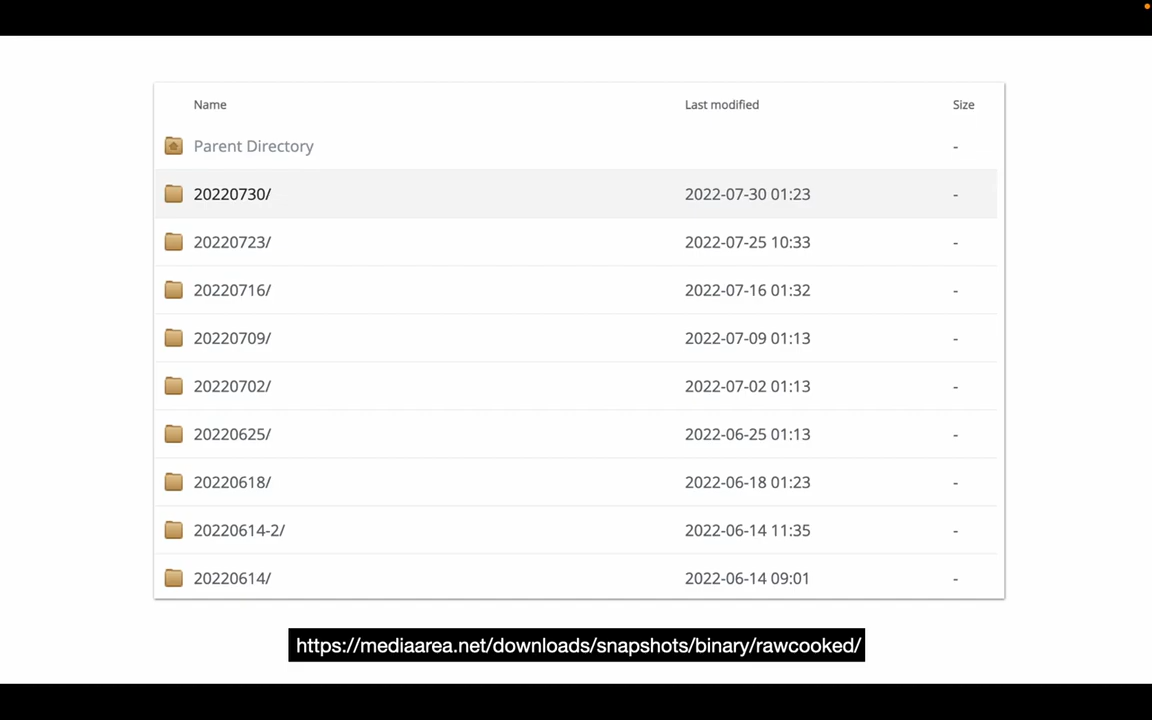 Name Last modified Size
Parent Directory -
20220730/ 2022-07-30 01:23 -
20220723/ 2022-07-25 10:33 -
20220716/ 2022-07-16 01:32 -
20220709/ 2022-07-09 01:13 -
20220702/ 2022-07-02 01:13 -
20220625/ 2022-06-25 01:13 -
20220618/ 2022-06-18 01:23 -
20220614-2/ 2022-06-14 11:35 -
20220614/ 2022-06-14 09:01 -
https://mediaarea.net/downloads/snapshots/binary/rawcooked/